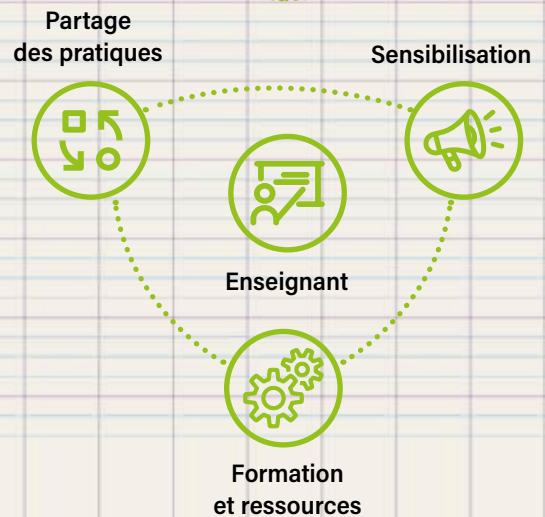 Partage
des pratiques
Sensibilisation
Enseignant
Formation
et ressources